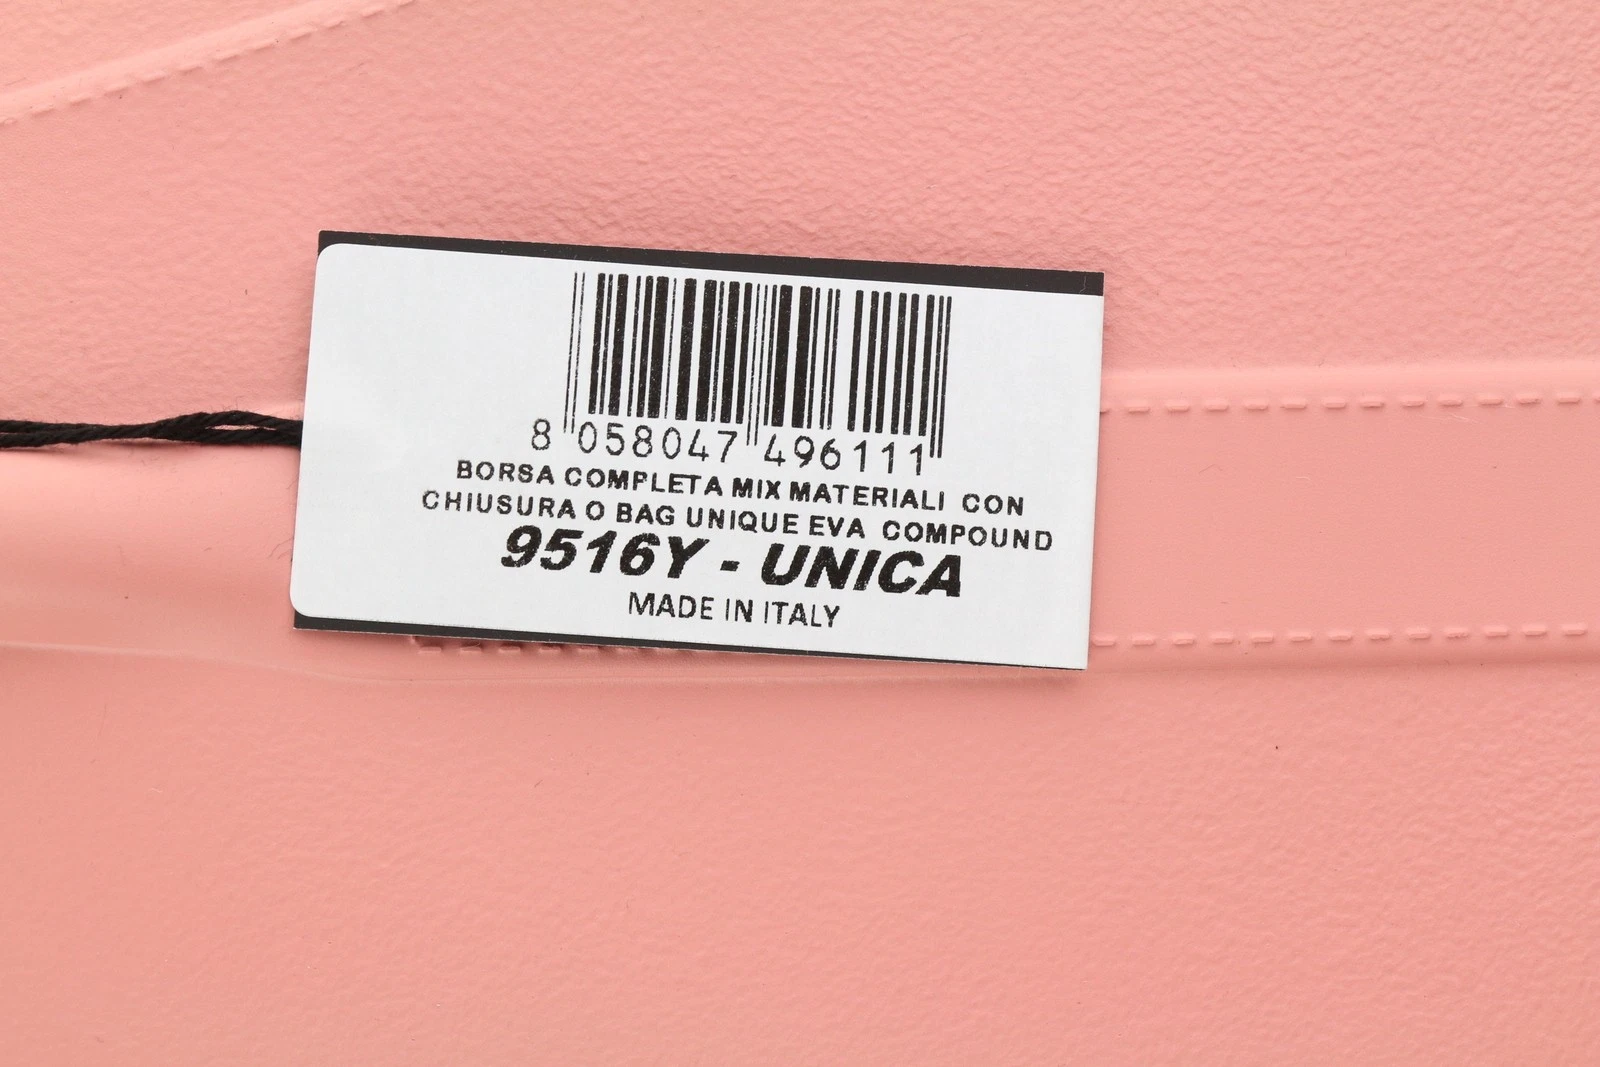 8 058047 496111
BORSA COMPLETA MIX MATERIALI CON
CHIUSURA O BAG UNIQUE EVA COMPOUND
9516Y - UNICA
MADE IN ITALY